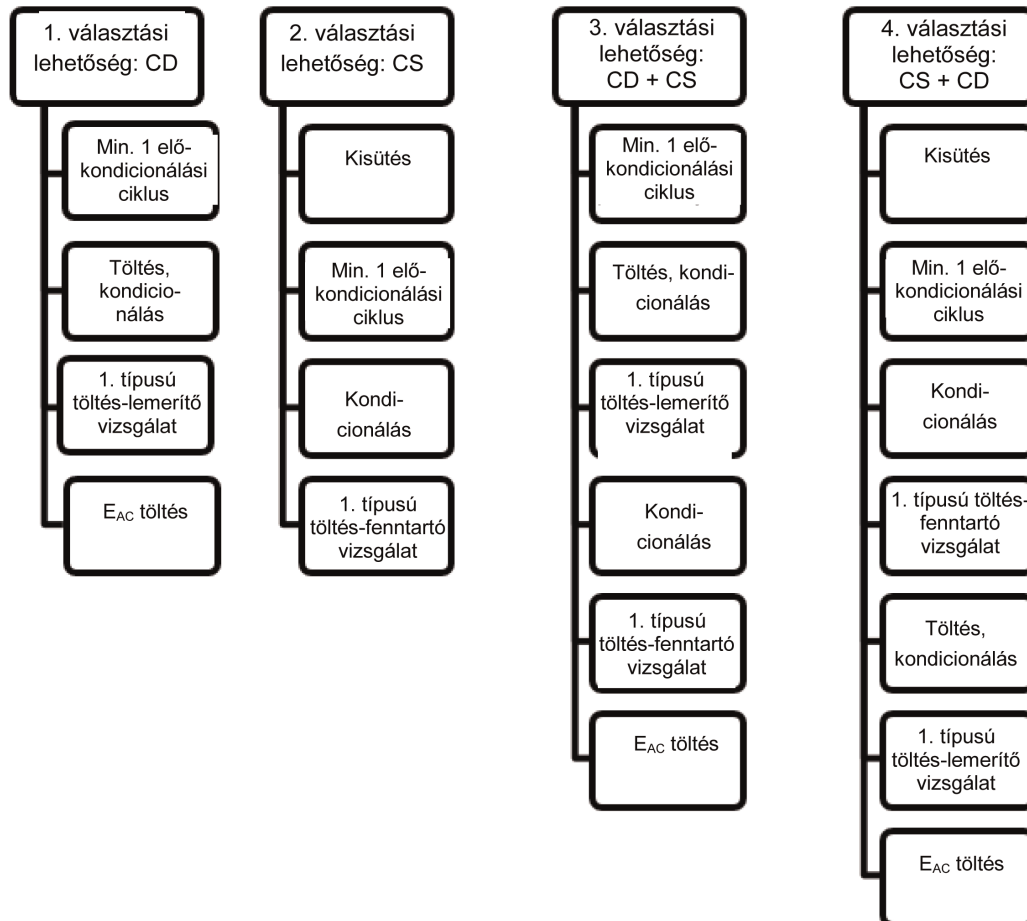 1. választási
lehetőség: CD
Min. 1 elő-
kondicionálási
ciklus
Töltés,
kondicio-
nálás
1. típusú
töltés-lemerítő
vizsgálat
EAC töltés
2. választási
lehetőség: CS
Kisütés
Min. 1 elő-
kondicionálási
ciklus
Kondi-
cionálás
1. típusú
töltés-fenntartó
vizsgálat
3. választási
lehetőség:
CD + CS
Min. 1 elő-
kondicionálási
ciklus
Töltés, kondi-
cionálás
1. típusú
töltés-lemerítő
vizsgálat
Kondi-
cionálás
1. típusú
töltés-fenntartó
vizsgálat
EAC töltés
4. választási
lehetőség:
CS + CD
Kisütés
Min. 1 elő-
kondicionálási
ciklus
Kondi-
cionálás
1. típusú töltés-
fenntartó
vizsgálat
Töltés,
kondicionálás
1. típusú
töltés-lemerítő
vizsgálat
EAC töltés